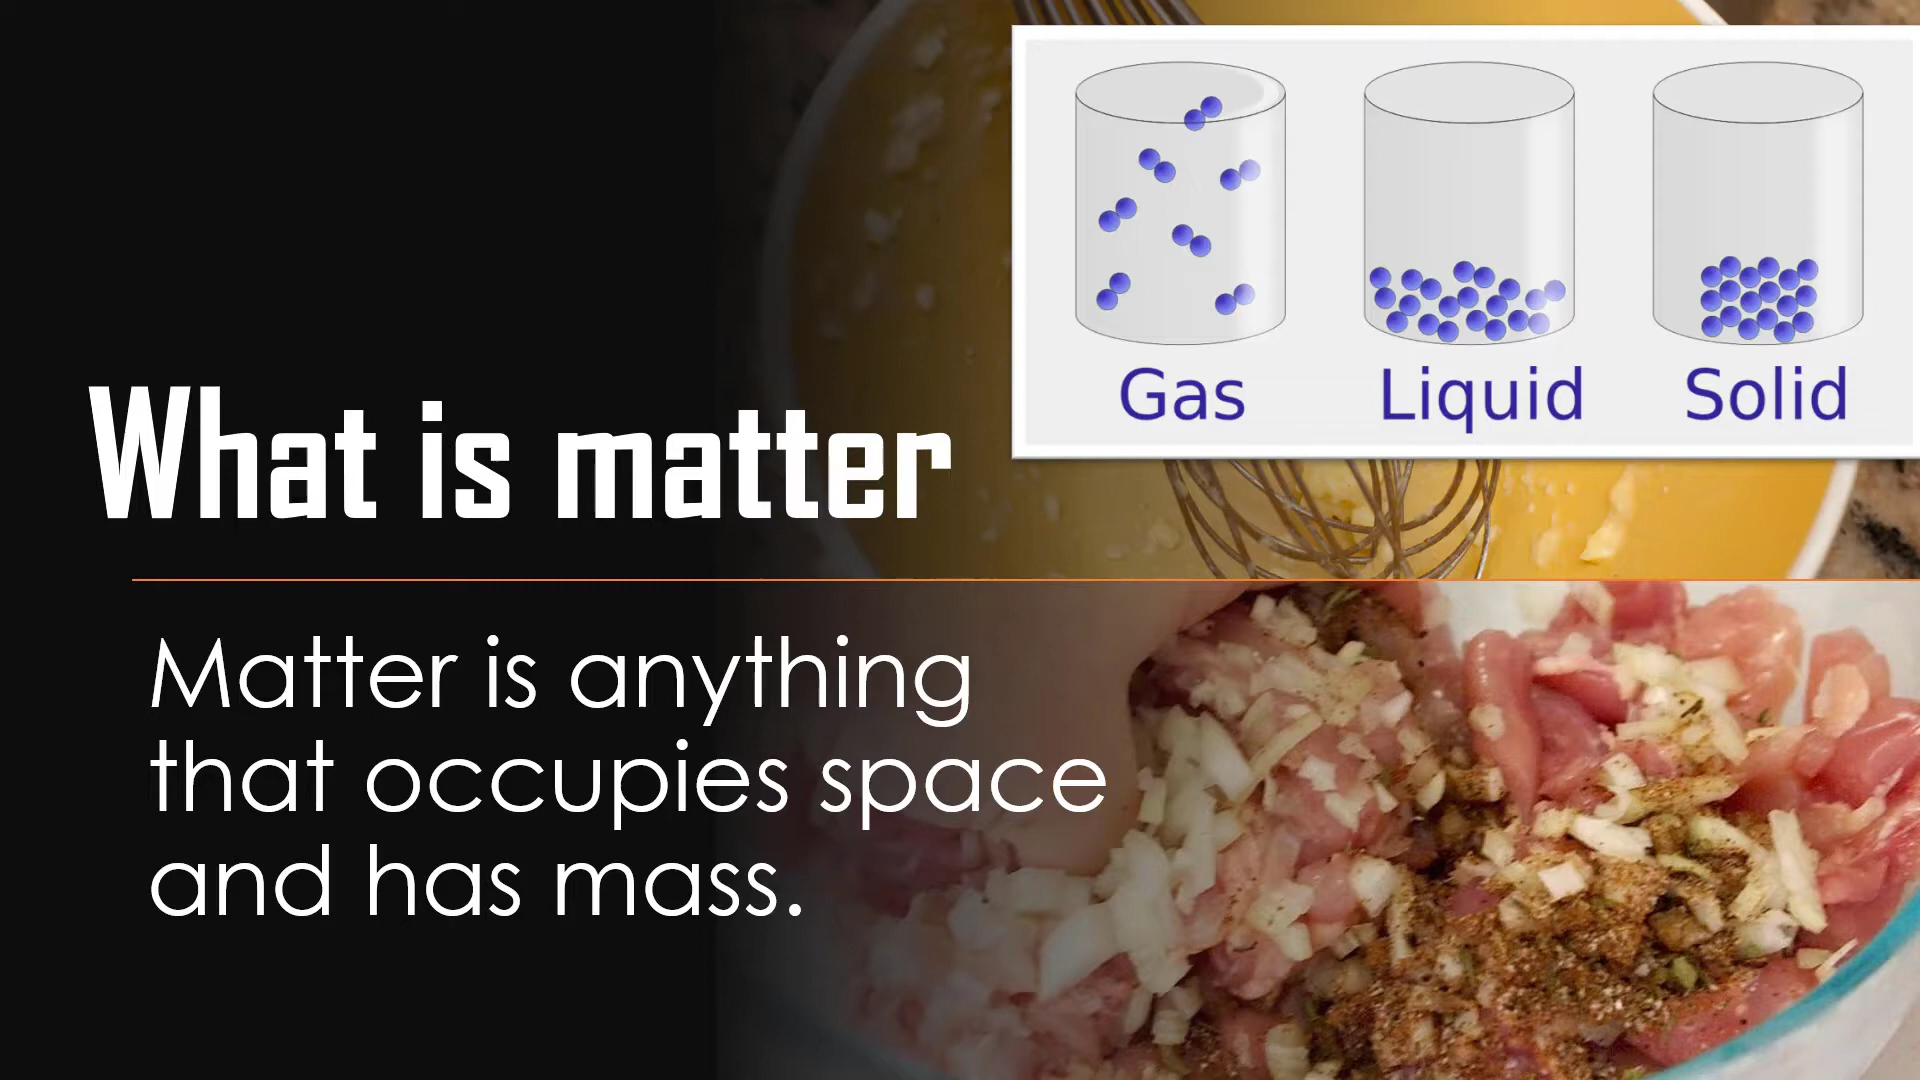 Gas Liquid Solid
What is matter
Matter is anything
that occupies space
and has mass.